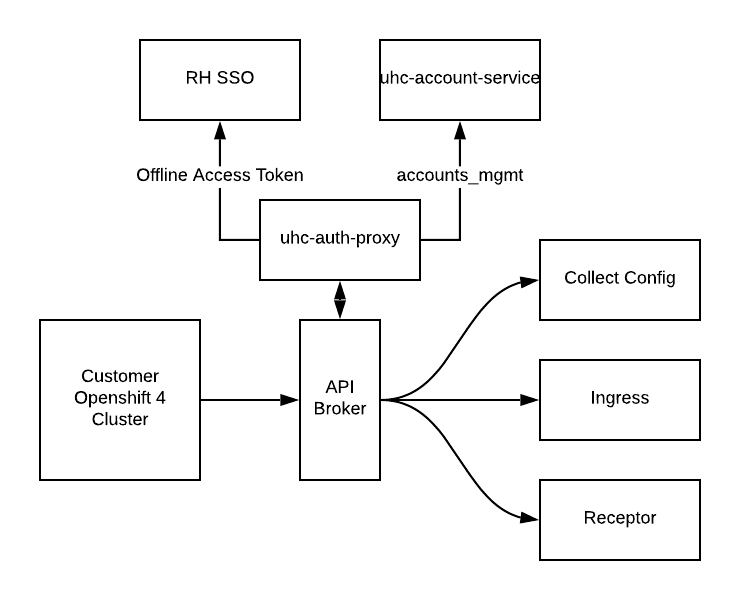 RH SSO
uhc-account-service
Offline Access Token
accounts_mgmt
uhc-auth-proxy
Collect Config
Customer
Openshift 4
Cluster
API
Broker
Ingress
Receptor